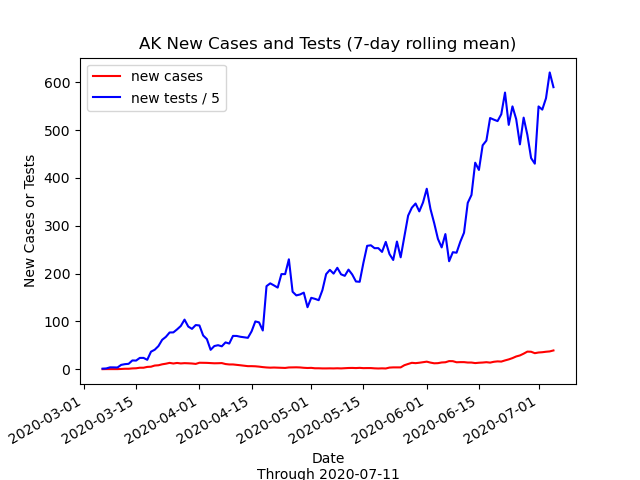 AK New Cases and Tests (7-day rolling mean)
new cases
new tests / 5
600
500
400
300
200
100
0
New Cases or Tests
2020-03-01
2020-03-15
2020-04-01
2020-04-15
2020-05-01
2020-05-15
2020-06-01
2020-06-15
2020-07-01
Date
Through 2020-07-11